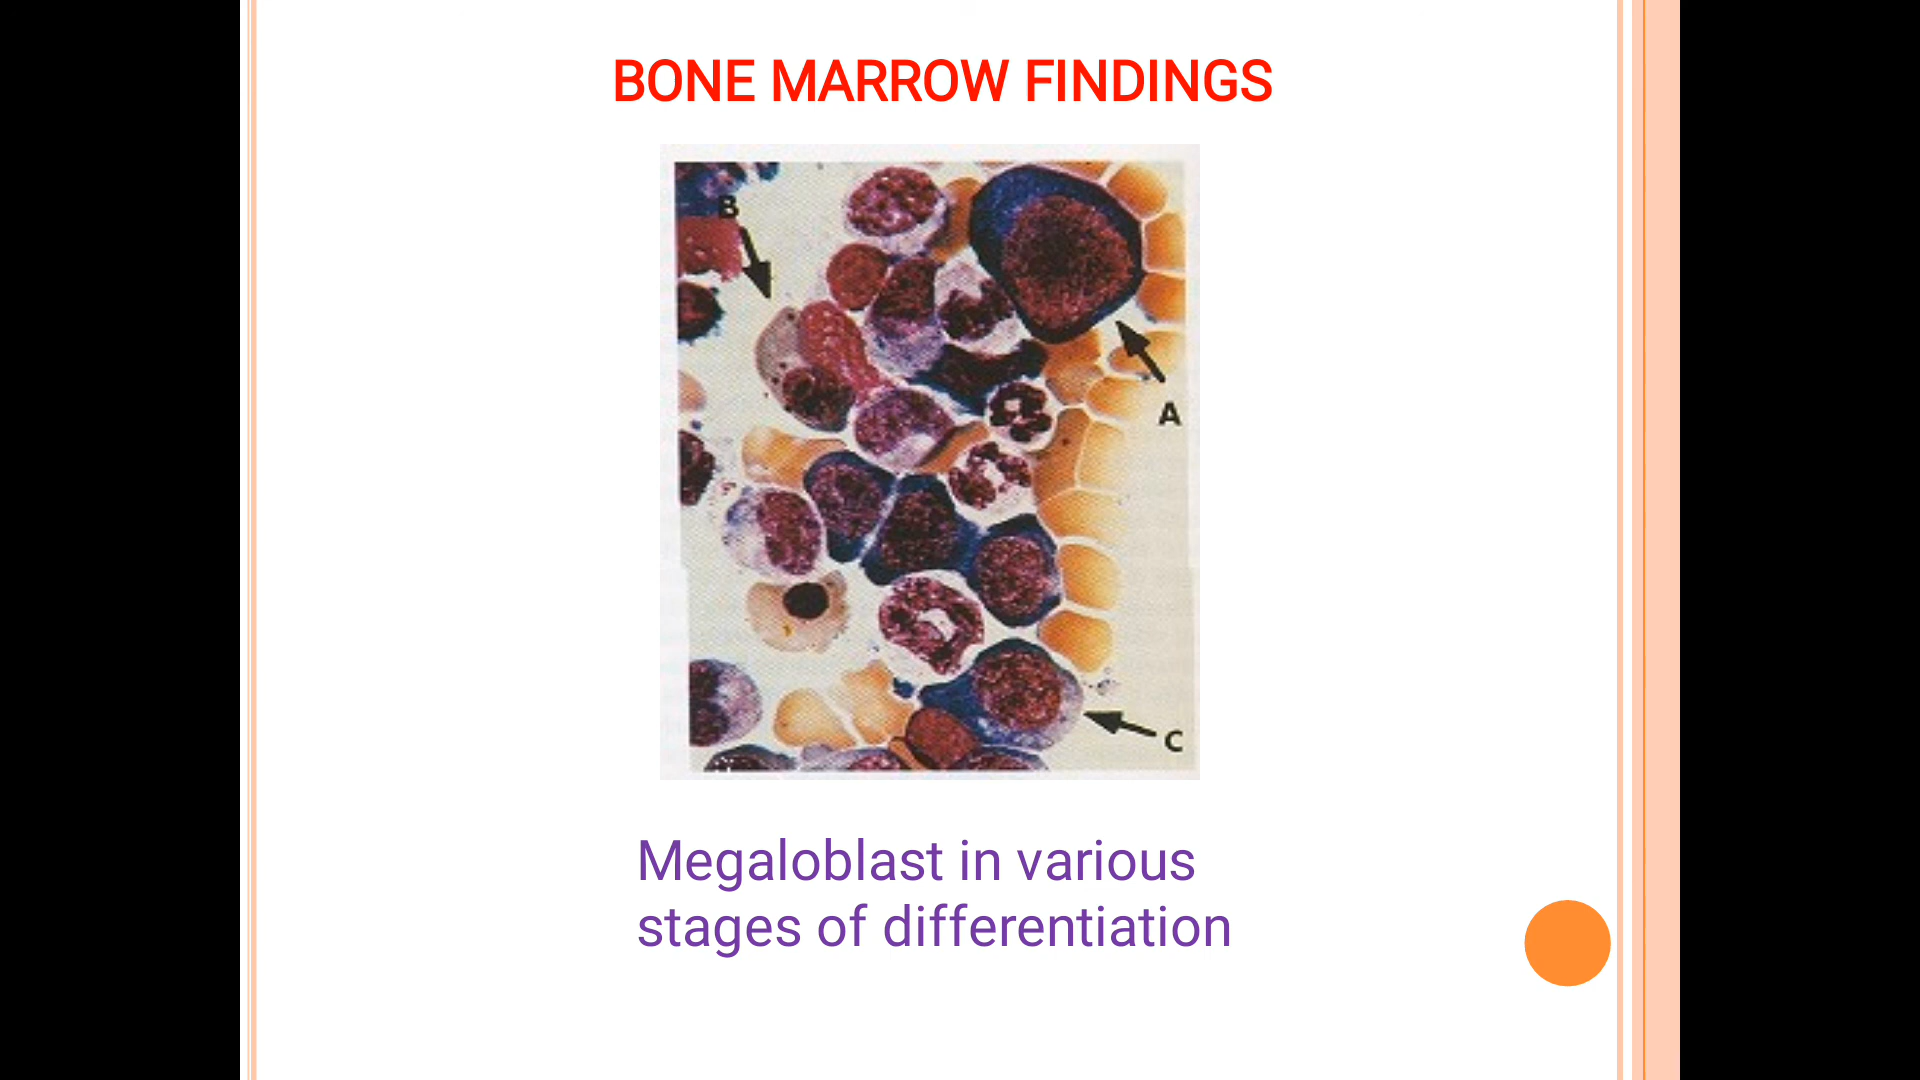 BONE MARROW FINDINGS
B
A
C
Megaloblast in various
stages of differentiation